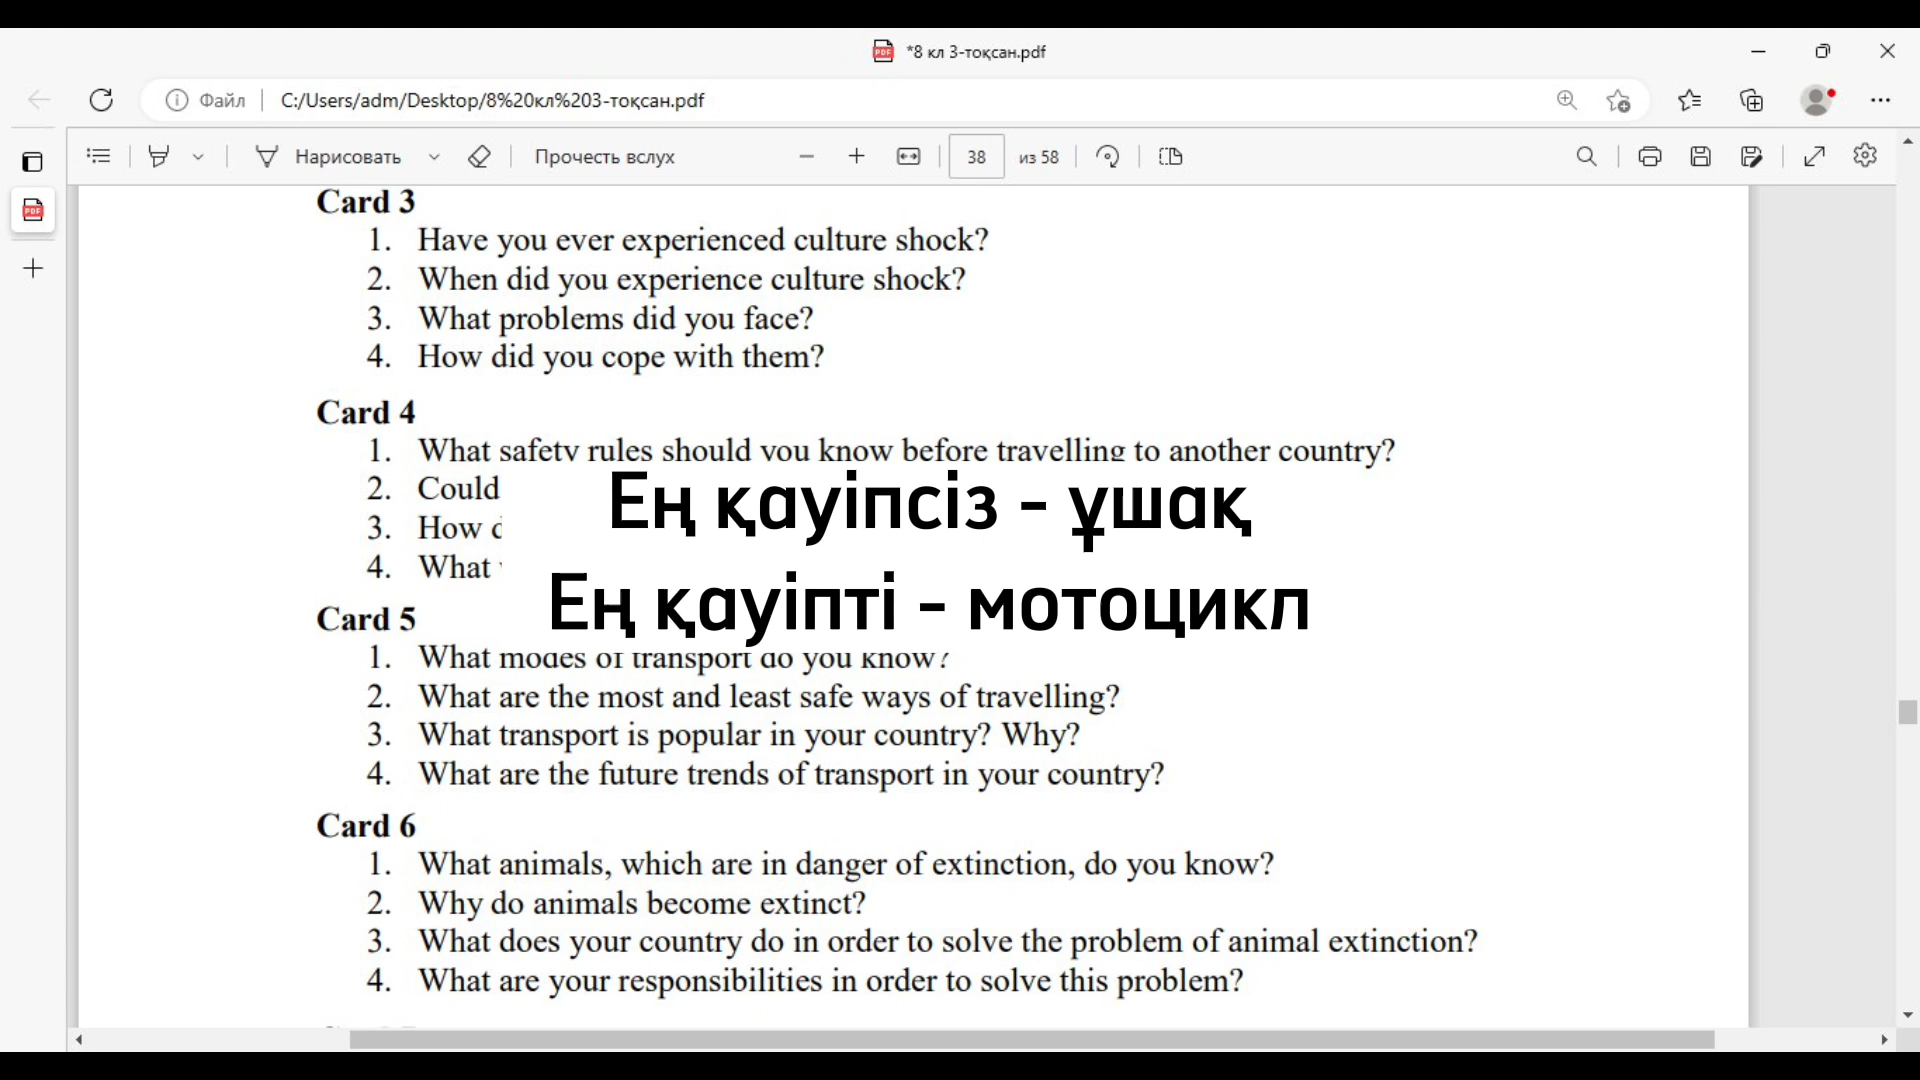 *8 кл 3-тоқсан.pdf
Файл
C:/Users/adm/Desktop/8%20кл%203-тоқсан.pdf
Нарисовать
Прочесть вслух
38 из 58
Card 3
1. Have you ever experienced culture shock?
2. When did you experience culture shock?
3. What problems did you face?
4. How did you cope with them?
Card 4
1. What safety rules should you know before travelling to another country?
2. Could
3. How
4. What
Ең қауіпсіз - ұшақ
Ең қауіпті - мотоцикл
Card 5
1. What modes of transport do you know?
2. What are the most and least safe ways of travelling?
3. What transport is popular in your country? Why?
4. What are the future trends of transport in your country?
Card 6
1. What animals, which are in danger of extinction, do you know?
2. Why do animals become extinct?
3. What does your country do in order to solve the problem of animal extinction?
4. What are your responsibilities in order to solve this problem?